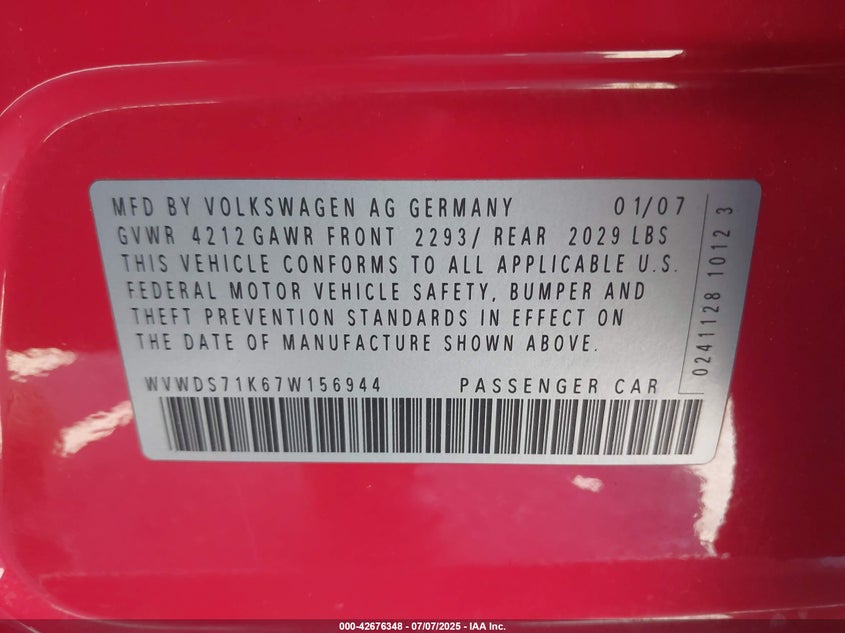 MFD BY VOLKSWAGEN AG GERMANY 01/07
GVWR 4212 GAWR FRONT 2293/ REAR 2029 LBS
THIS VEHICLE CONFORMS TO ALL APPLICABLE U.S.
FEDERAL MOTOR VEHICLE SAFETY, BUMPER AND
THEFT PREVENTION STANDARDS IN EFFECT ON
THE DATE OF MANUFACTURE SHOWN ABOVE.
WVWDS71K67W156944 PASSENGER CAR
0241128 1012 3
000-42676348 - 07/07/2025 - IAA Inc.